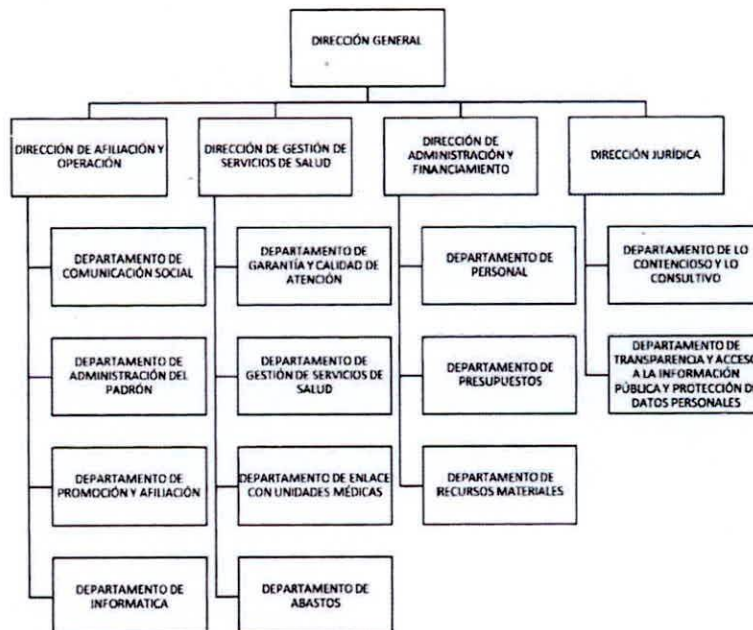 DIRECCIÓN GENERAL
DIRECCIÓN DE AFILIACIÓN Y
OPERACIÓN
DIRECCIÓN DE GESTIÓN DE
SERVICIOS DE SALUD
DIRECCIÓN DE
ADMINISTRACIÓN Y
FINANCIAMIENTO
DIRECCIÓN JURÍDICA
DEPARTAMENTO DE
COMUNICACIÓN SOCIAL
DEPARTAMENTO DE
ADMINISTRACIÓN DEL
PADRÓN
DEPARTAMENTO DE
PROMOCIÓN Y AFILIACIÓN
DEPARTAMENTO DE
INFORMATICA
DEPARTAMENTO DE
GARANTÍA Y CALIDAD DE
ATENCIÓN
DEPARTAMENTO DE
GESTIÓN DE SERVICIOS DE
SALUD
DEPARTAMENTO DE ENLACE
CON UNIDADES MÉDICAS
DEPARTAMENTO DE
ABASTOS
DEPARTAMENTO DE
PERSONAL
DEPARTAMENTO DE
PRESUPUESTOS
DEPARTAMENTO DE
RECURSOS MATERIALES
DEPARTAMENTO DE LO
CONTENCIOSO Y LO
CONSULTIVO
DEPARTAMENTO DE
TRANSPARENCIA Y ACCESO
A LA INFORMACIÓN
PÚBLICA Y PROTECCIÓN DE
DATOS PERSONALES